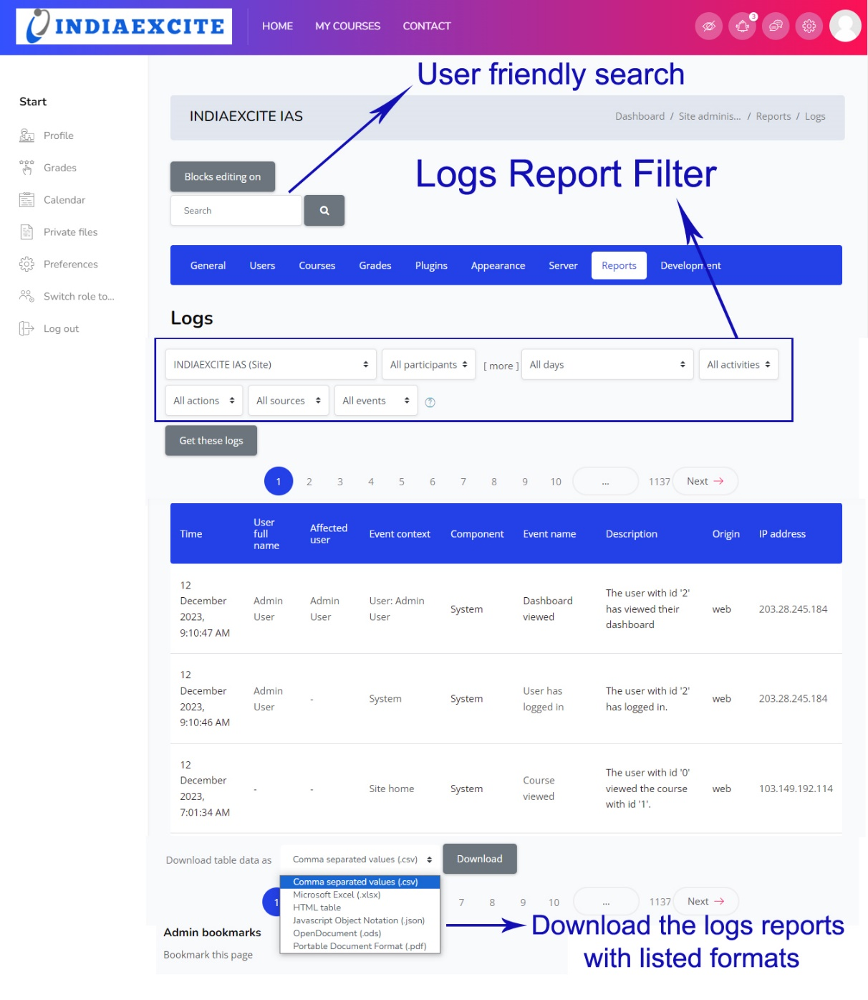 INDIAEXCITE
HOME MY COURSES CONTACT
3
User friendly search
Start
Profile
Grades
Calendar
Private files
Preferences
Switch role to...
Log out
INDIAEXCITE IAS
Dashboard / Site adminis... / Reports / Logs
Blocks editing on
Logs Report Filter
Search
General Users Courses Grades Plugins Appearance Server Reports Development
Logs
INDIAEXCITE IAS (Site) All participants [ more ] All days All activities
All actions All sources All events ?
Get these logs
1 2 3 4 5 6 7 8 9 10 ... 1137 Next →
Time User full name Affected user Event context Component Event name Description Origin IP address
12 December 2023, 9:10:47 AM Admin User Admin User User: Admin User System Dashboard viewed The user with id '2' has viewed their dashboard web 203.28.245.184
12 December 2023, 9:10:46 AM Admin User - System System User has logged in The user with id '2' has logged in. web 203.28.245.184
12 December 2023, 7:01:34 AM - - Site home System Course viewed The user with id '0' viewed the course with id '1'. web 103.149.192.114
Download table data as Comma separated values (.csv) Download
Comma separated values (.csv)
Microsoft Excel (.xlsx)
HTML table
Javascript Object Notation (.json)
OpenDocument (.ods)
Portable Document Format (.pdf)
1 7 8 9 10 ... 1137 Next →
Download the logs reports
with listed formats
Admin bookmarks
Bookmark this page